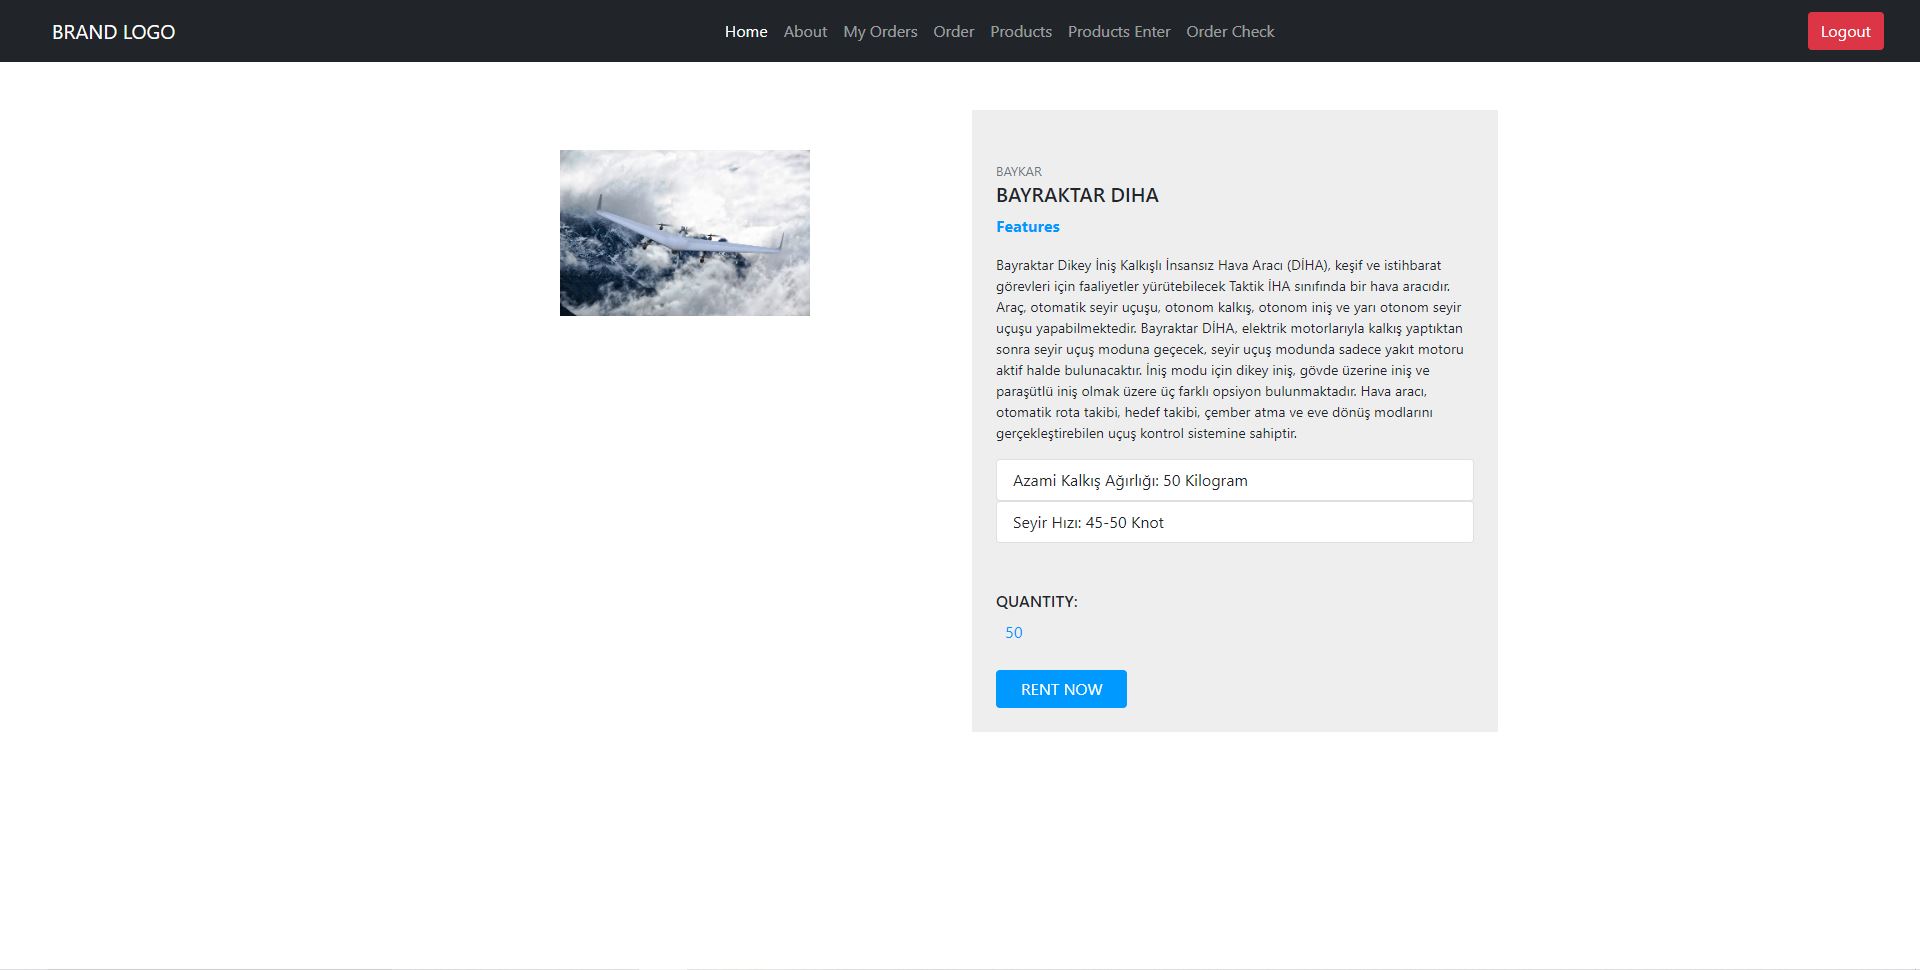 BRAND LOGO
Home About My Orders Order Products Products Enter Order Check
Logout
BAYKAR
BAYRAKTAR DIHA
Features
Bayraktar Dikey İniş Kalkışlı İnsansız Hava Aracı (DİHA), keşif ve istihbarat
görevleri için faaliyetler yürütebilecek Taktik İHA sınıfında bir hava aracıdır.
Araç, otomatik seyir uçuşu, otonom kalkış, otonom iniş ve yarı otonom seyir
uçuşu yapabilmektedir. Bayraktar DİHA, elektrik motorlarıyla kalkış yaptıktan
sonra seyir uçuş moduna geçecek, seyir uçuş modunda sadece yakıt motoru
aktif halde bulunacaktır. İniş modu için dikey iniş, gövde üzerine iniş ve
paraşütlü iniş olmak üzere üç farklı opsiyon bulunmaktadır. Hava aracı,
otomatik rota takibi, hedef takibi, çember atma ve eve dönüş modlarını
gerçekleştirebilen uçuş kontrol sistemine sahiptir.
Azami Kalkış Ağırlığı: 50 Kilogram
Seyir Hızı: 45-50 Knot
QUANTITY:
50
RENT NOW